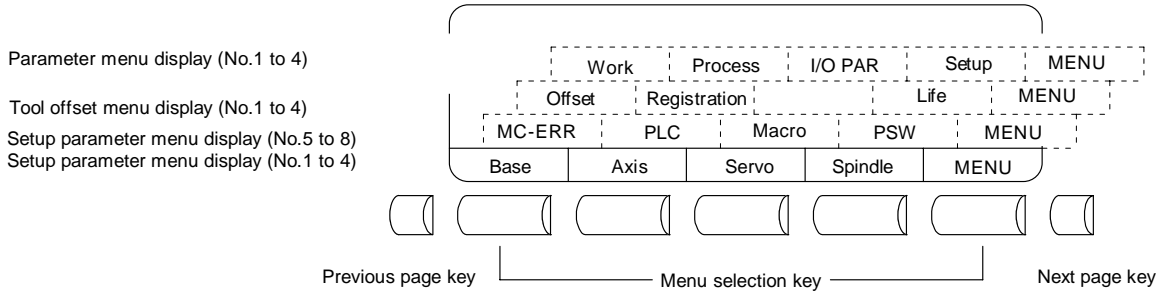 Parameter menu display (No.1 to 4)
Work Process I/O PAR Setup MENU
Tool offset menu display (No.1 to 4)
Offset Registration Life MENU
Setup parameter menu display (No.5 to 8)
MC-ERR PLC Macro PSW MENU
Setup parameter menu display (No.1 to 4)
Base Axis Servo Spindle MENU
Previous page key Menu selection key Next page key